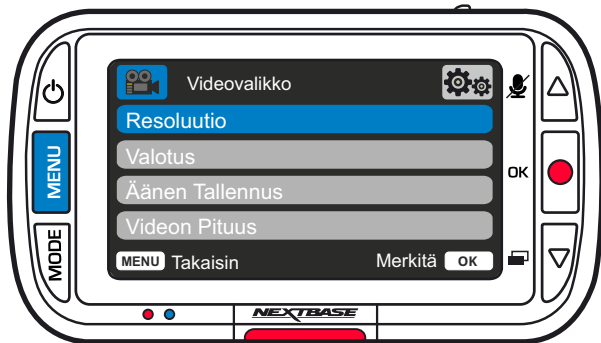 Videovalikko
Resoluutio
Valotus
Äänen Tallennus
Videon Pituus
MENU Takaisin Merkitä OK
MENU
MODE
OK
NEXTBASE